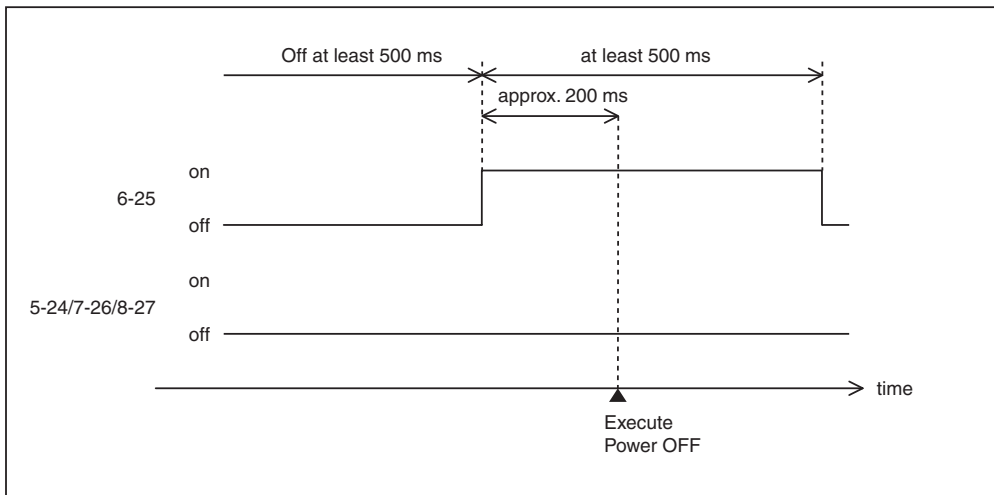 Off at least 500 ms
at least 500 ms
approx. 200 ms
on
6-25
off
on
5-24/7-26/8-27
off
time
Execute
Power OFF